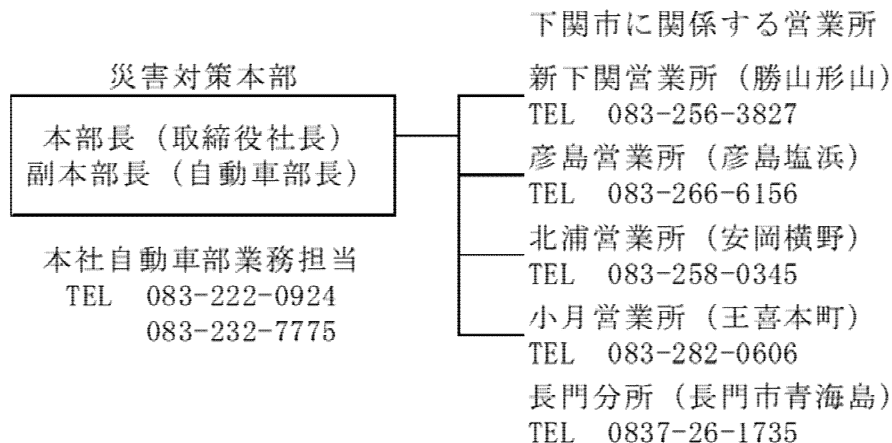 災害対策本部
本部長（取締役社長）
副本部長（自動車部長）
本社自動車部業務担当
TEL 083-222-0924
083-232-7775
下関市に関係する営業所
新下関営業所（勝山形山）
TEL 083-256-3827
彦島営業所（彦島塩浜）
TEL 083-266-6156
北浦営業所（安岡横野）
TEL 083-258-0345
小月営業所（王喜本町）
TEL 083-282-0606
長門分所（長門市青海島）
TEL 0837-26-1735